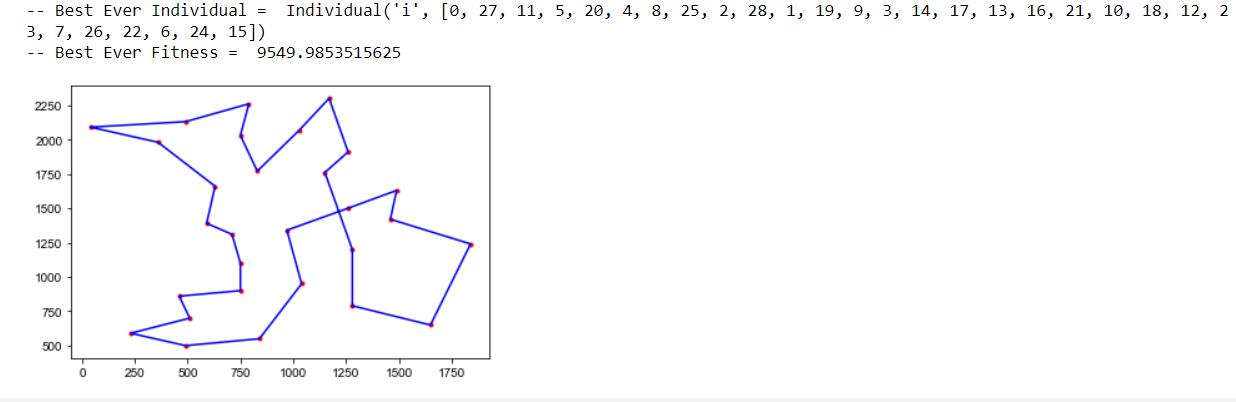 -- Best Ever Individual =  Individual('i', [0, 27, 11, 5, 20, 4, 8, 25, 2, 28, 1, 19, 9, 3, 14, 17, 13, 16, 21, 10, 18, 12, 2
3, 7, 26, 22, 6, 24, 15])
-- Best Ever Fitness =  9549.9853515625
2250
2000
1750
1500
1250
1000
750
500
0 250 500 750 1000 1250 1500 1750